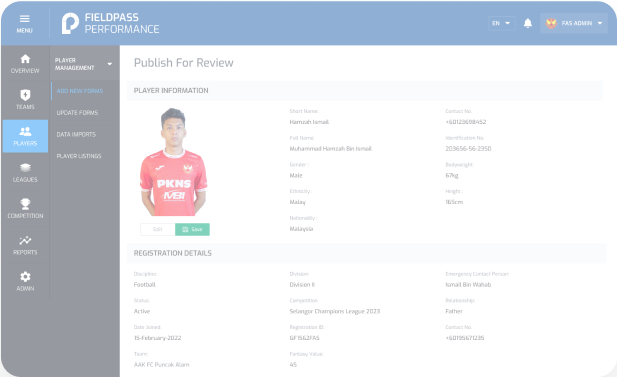 FIELDPASS
PERFORMANCE
MENU
EN
FAS ADMIN
OVERVIEW
TEAMS
PLAYERS
LEAGUES
COMPETITION
REPORTS
ADMIN
PLAYER
MANAGEMENT
ADD NEW FORMS
UPDATE FORMS
DATA IMPORTS
PLAYER LISTINGS
Publish For Review
PLAYER INFORMATION
PKNS
MBI
Edit
Save
Short Name:
Hamzah Ismail
Contact No:
+60123698452
Full Name:
Muhammad Hamzah Bin Ismail
Identification No:
203656-56-2350
Gender:
Male
Bodyweight:
67kg
Ethnicity:
Malay
Height:
165cm
Nationality:
Malaysia
REGISTRATION DETAILS
Discipline:
Football
Division:
Division II
Emergency Contact Person:
Ismail Bin Wahab
Status:
Active
Competition:
Selangor Champions League 2023
Relationship:
Father
Date Joined:
15-February-2022
Registration ID:
GF1562FAS
Contact No:
+60195671235
Team:
AAK FC Puncak Alam
Fantasy Value:
45